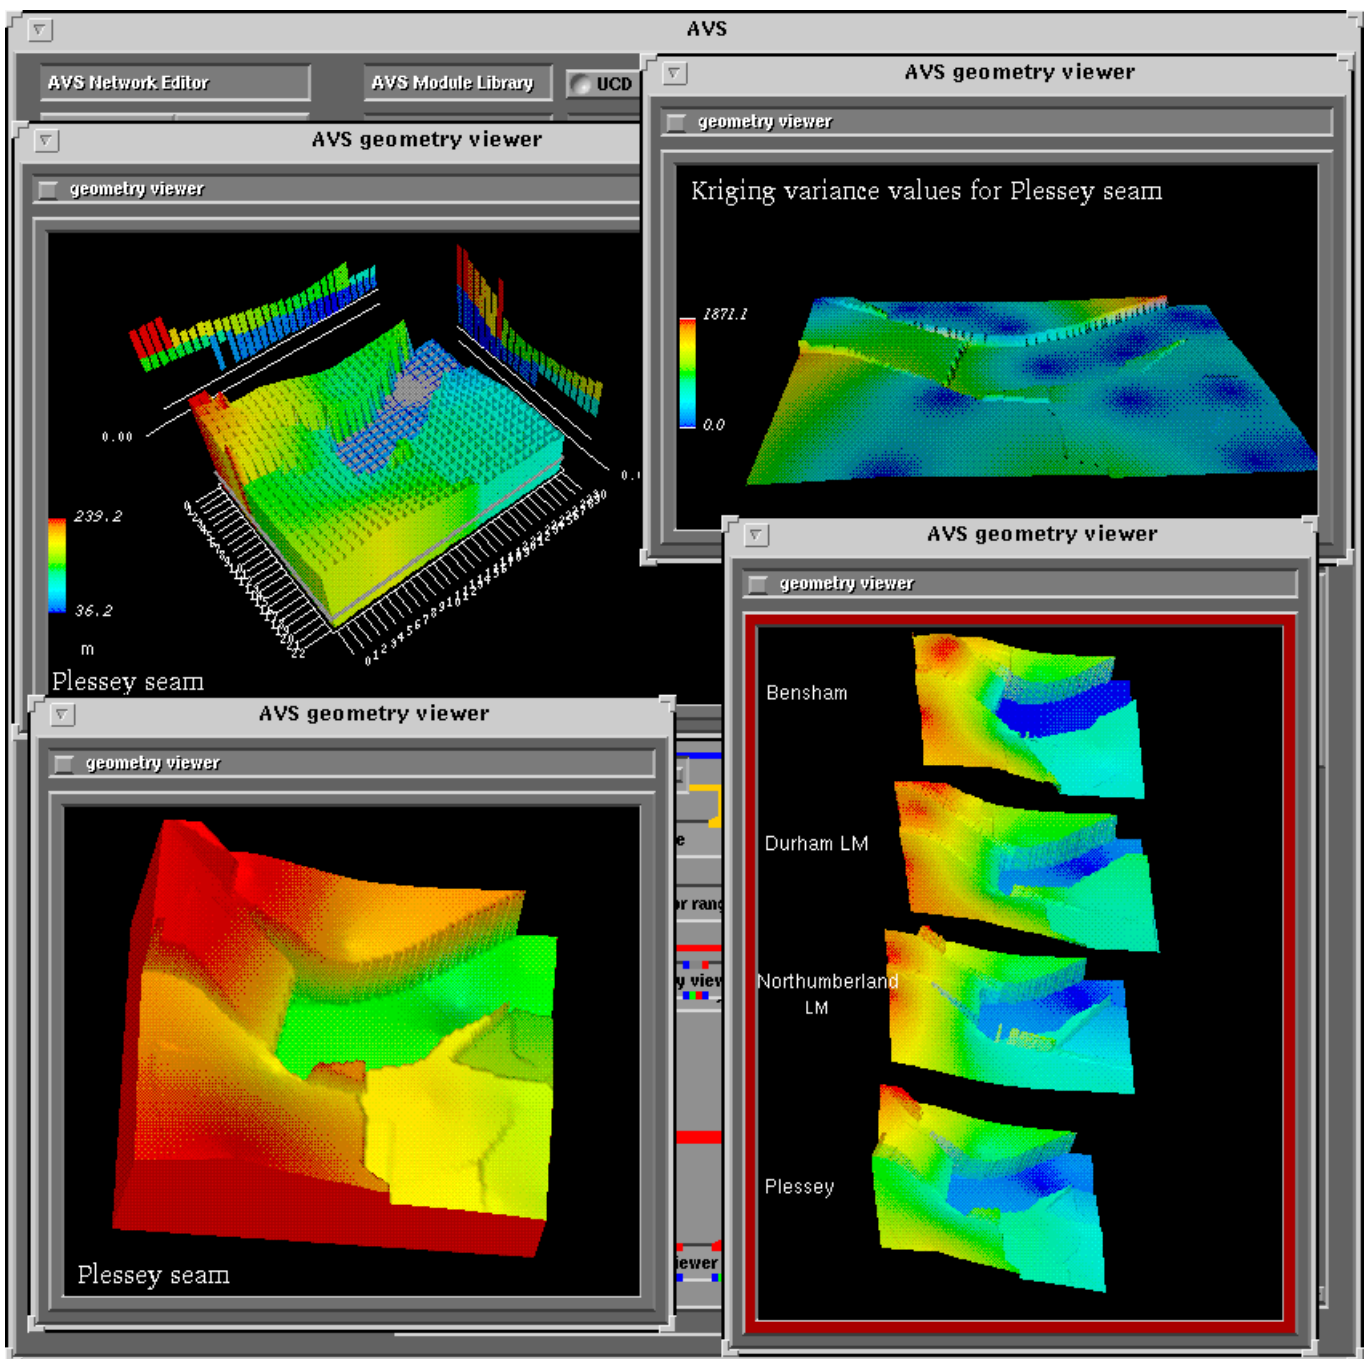 AVS
AVS Network Editor
AVS Module Library
UCD
AVS geometry viewer
geometry viewer
Kriging variance values for Plessey seam
1871.1
0.0
AVS geometry viewer
geometry viewer
0.00
239.2
36.2
m
Plessey seam
AVS geometry viewer
geometry viewer
Bensham
Durham LM
Northumberland
LM
Plessey
AVS geometry viewer
geometry viewer
Plessey seam